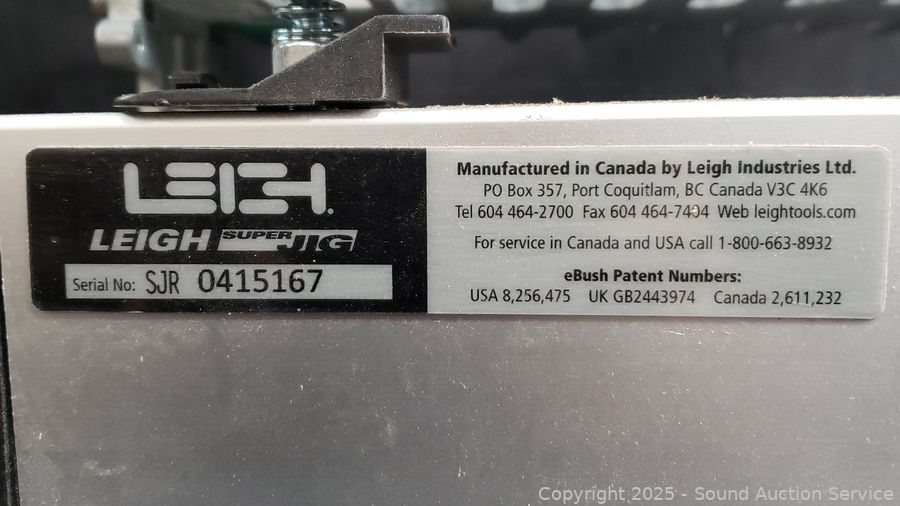 LEIGH.
LEIGH SUPER JIG
Serial No: SJR 0415167
Manufactured in Canada by Leigh Industries Ltd.
PO Box 357, Port Coquitlam, BC Canada V3C 4K6
Tel 604 464-2700 Fax 604 464-7404 Web leightools.com
For service in Canada and USA call 1-800-663-8932
eBush Patent Numbers:
USA 8,256,475 UK GB2443974 Canada 2,611,232
Copyright 2025 - Sound Auction Service